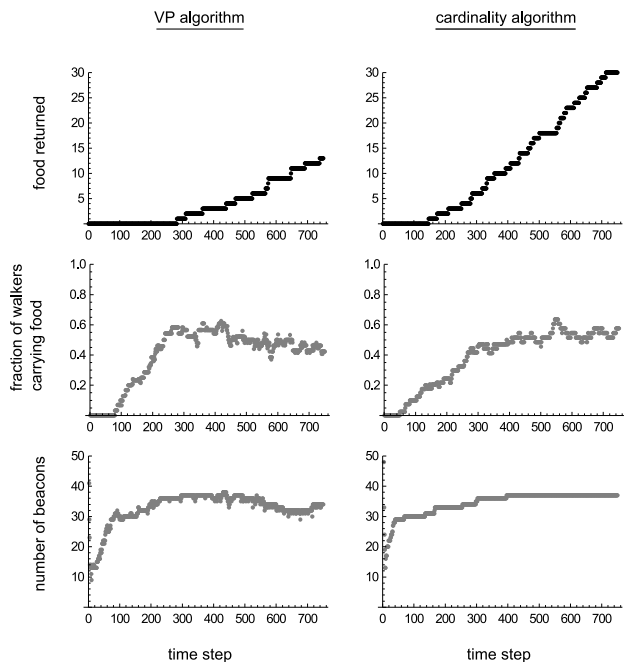 VP algorithm
cardinality algorithm
food returned
30
25
20
15
10
5
0 100 200 300 400 500 600 700
30
25
20
15
10
5
0 100 200 300 400 500 600 700
fraction of walkers
carrying food
1.0
0.8
0.6
0.4
0.2
0 100 200 300 400 500 600 700
1.0
0.8
0.6
0.4
0.2
0 100 200 300 400 500 600 700
number of beacons
50
40
30
20
10
0 100 200 300 400 500 600 700
50
40
30
20
10
0 100 200 300 400 500 600 700
time step
time step